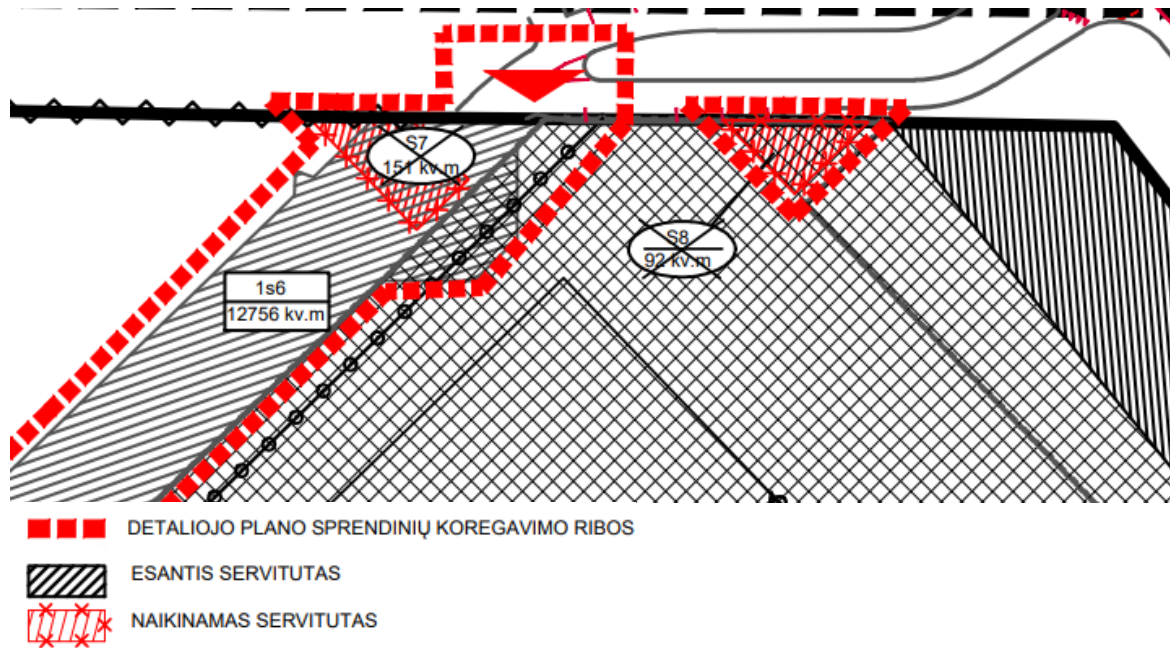 S7
151 kv.m
S8
92 kv.m
1s6
12756 kv.m
DETALIOJO PLANO SPRENDINIŲ KOREGAVIMO RIBOS
ESANTIS SERVITUTAS
NAIKINAMAS SERVITUTAS